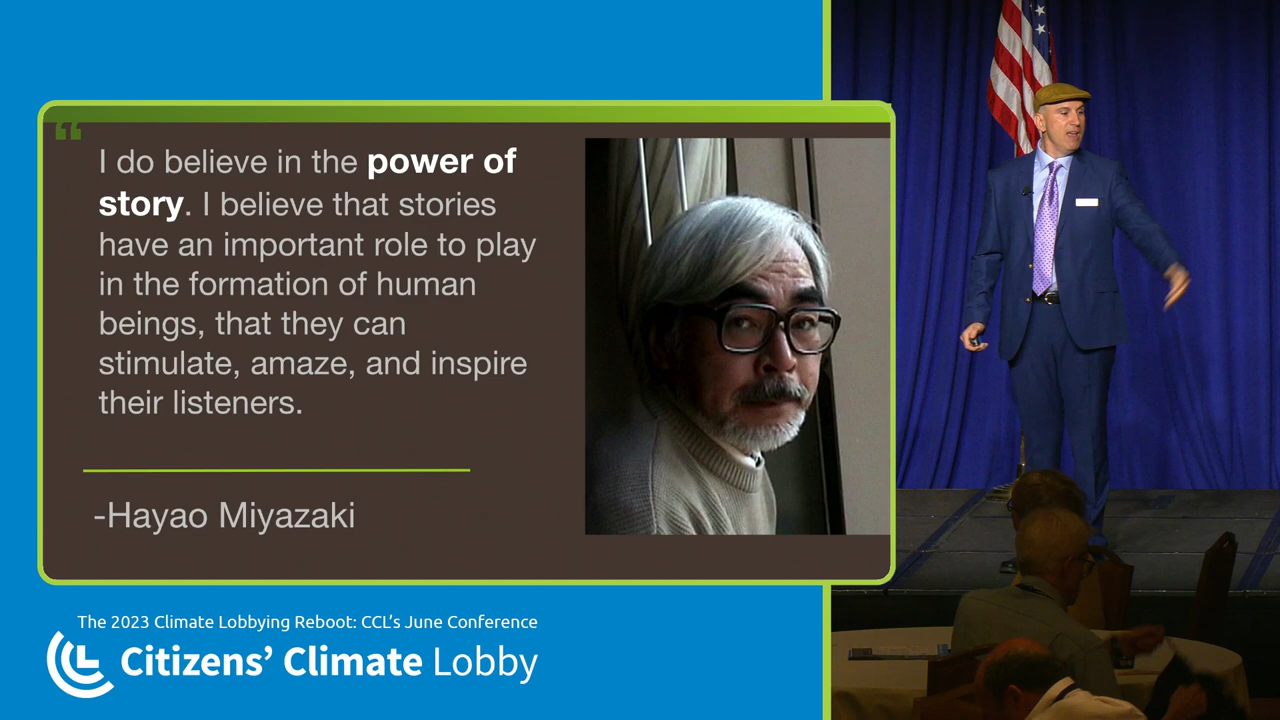 “
I do believe in the power of
story. I believe that stories
have an important role to play
in the formation of human
beings, that they can
stimulate, amaze, and inspire
their listeners.
-Hayao Miyazaki
The 2023 Climate Lobbying Reboot: CCL’s June Conference
Citizens’ Climate Lobby